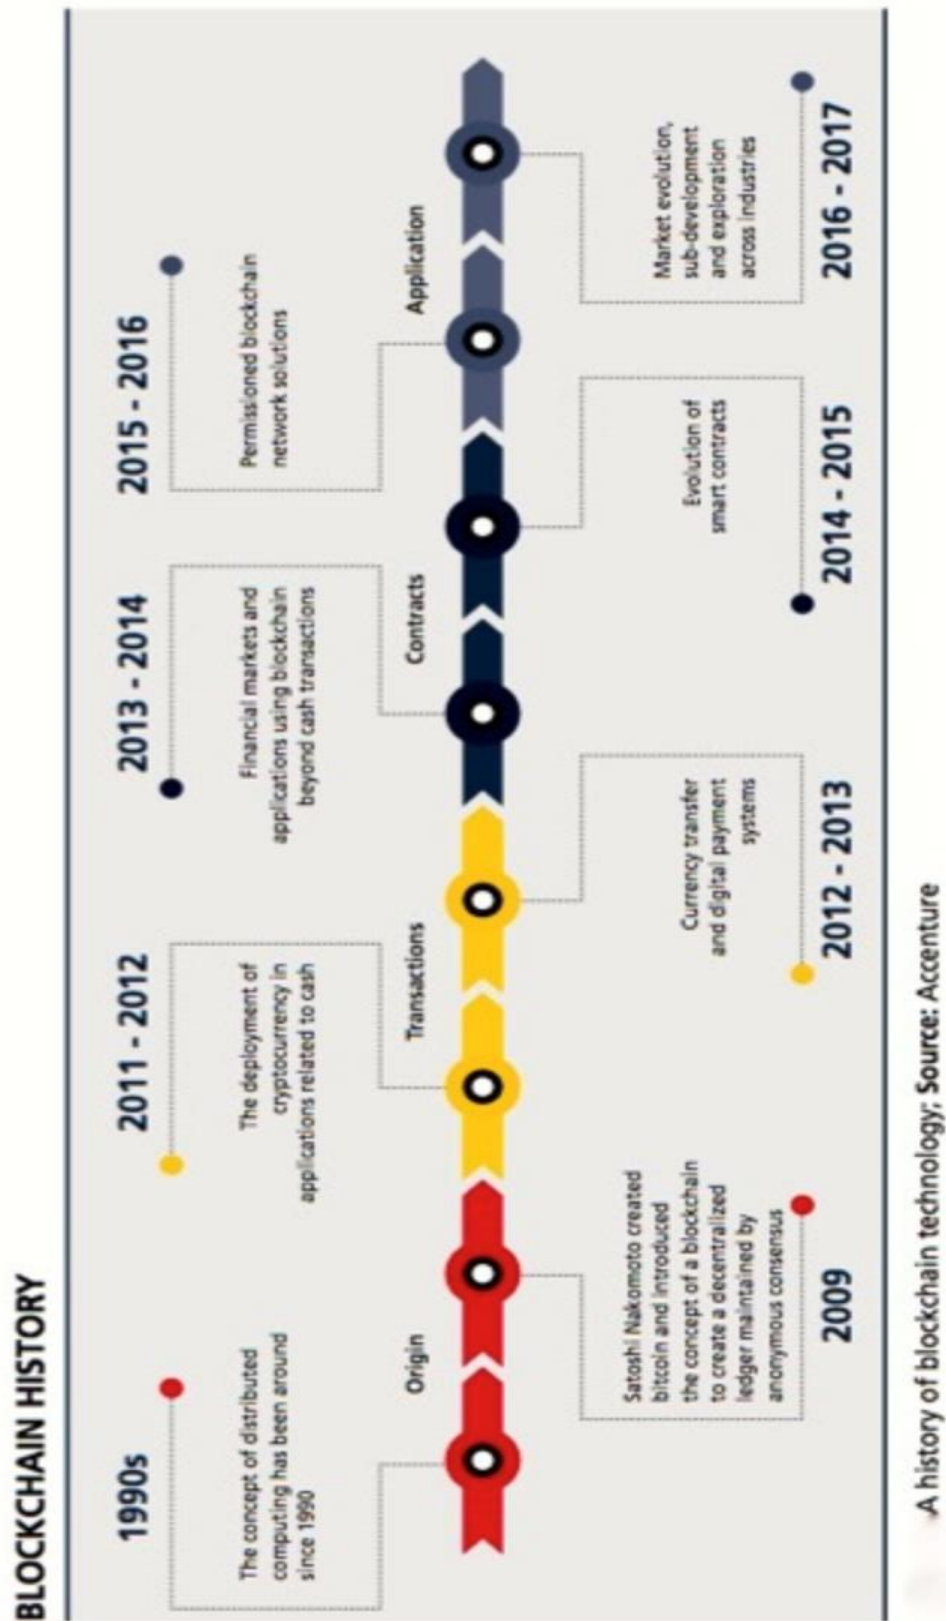 BLOCKCHAIN HISTORY
1990s
The concept of distributed
computing has been around
since 1990
Origin
2009
Satoshi Nakomoto created
bitcoin and introduced
the concept of a blockchain
to create a decentralized
ledger maintained by
anonymous consensus
2011 - 2012
The deployment of
cryptocurrency in
applications related to cash
Transactions
2012 - 2013
Currency transfer
and digital payment
systems
2013 - 2014
Financial markets and
applications using blockchain
beyond cash transactions
Contracts
2014 - 2015
Evolution of
smart contracts
2015 - 2016
Permissioned blockchain
network solutions
Application
2016 - 2017
Market evolution,
sub-development
and exploration
across industries
A history of blockchain technology; Source: Accenture